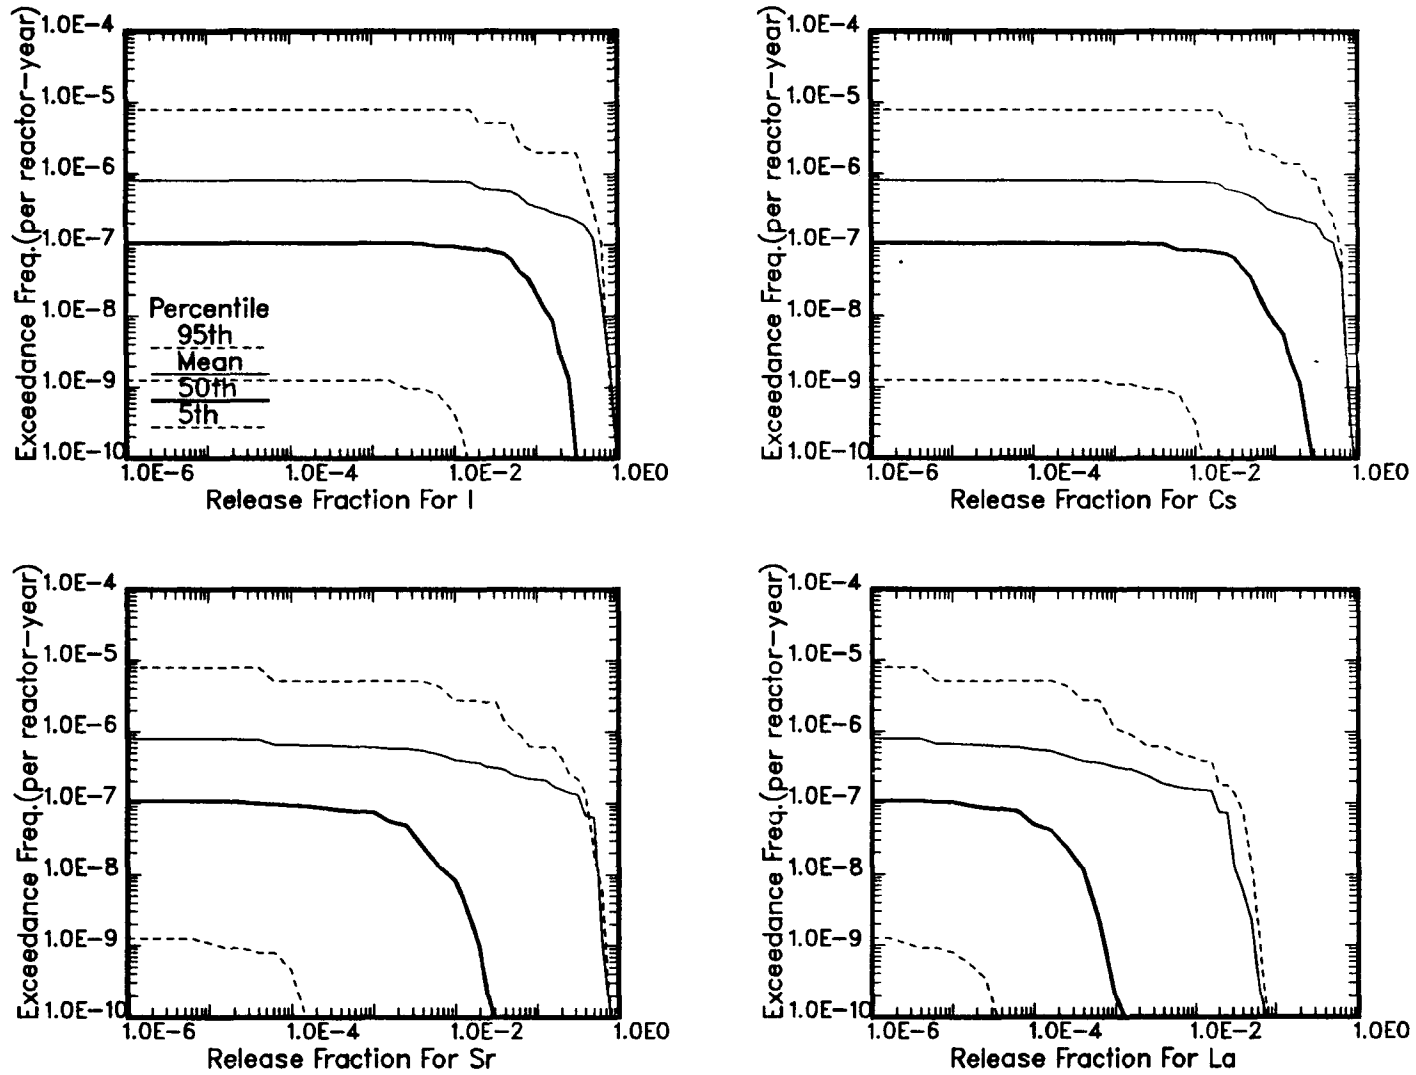 Exceedance Freq.(per reactor-year)
1.0E-4
1.0E-5
1.0E-6
1.0E-7
1.0E-8
1.0E-9
1.0E-10
Percentile
95th
Mean
50th
5th
1.0E-6 1.0E-4 1.0E-2 1.0E0
Release Fraction For I
Exceedance Freq.(per reactor-year)
1.0E-4
1.0E-5
1.0E-6
1.0E-7
1.0E-8
1.0E-9
1.0E-10
1.0E-6 1.0E-4 1.0E-2 1.0E0
Release Fraction For Cs
Exceedance Freq.(per reactor-year)
1.0E-4
1.0E-5
1.0E-6
1.0E-7
1.0E-8
1.0E-9
1.0E-10
1.0E-6 1.0E-4 1.0E-2 1.0E0
Release Fraction For Sr
Exceedance Freq.(per reactor-year)
1.0E-4
1.0E-5
1.0E-6
1.0E-7
1.0E-8
1.0E-9
1.0E-10
1.0E-6 1.0E-4 1.0E-2 1.0E0
Release Fraction For La